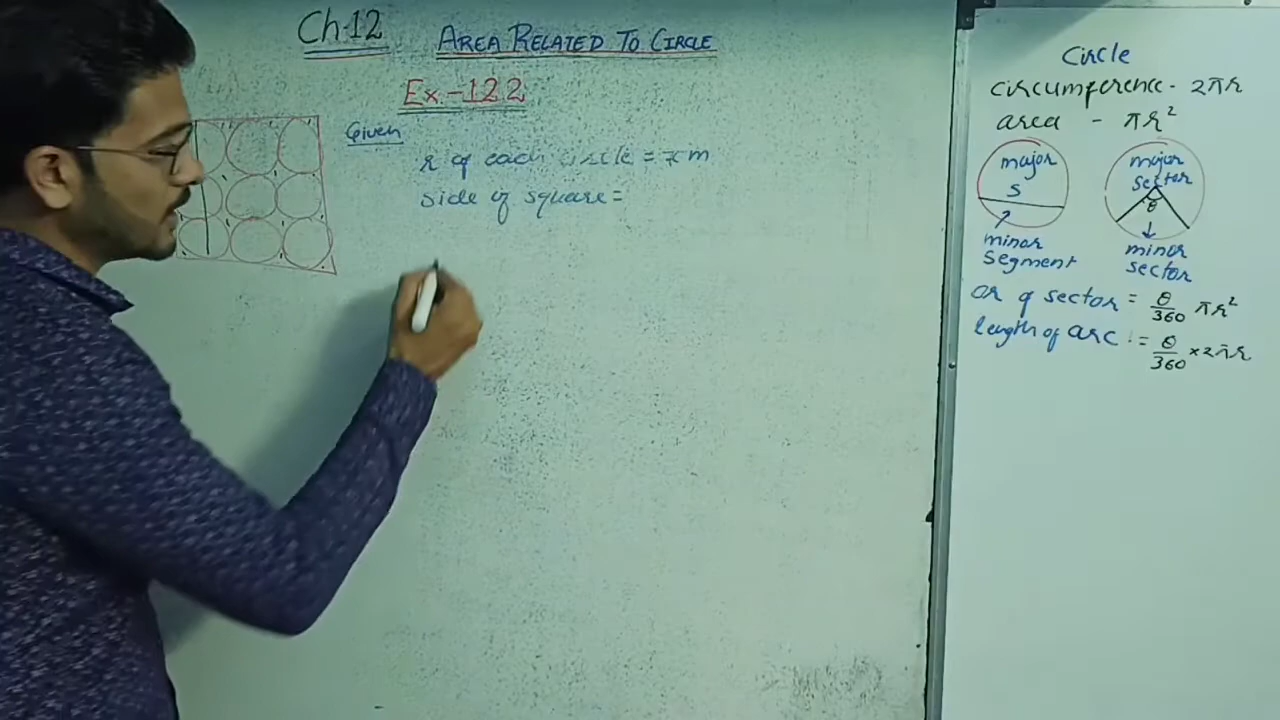 Ch-12
AREA RELATED TO CIRCLE
Ex.-12.2
Given
r of each circle = 7 m
side of square =
Circle
circumference - 2πr
area - πr²
major
S
minor
segment
major
sector
θ
minor
sector
ar of sector = θ/360 πr²
length of arc = θ/360 × 2πr